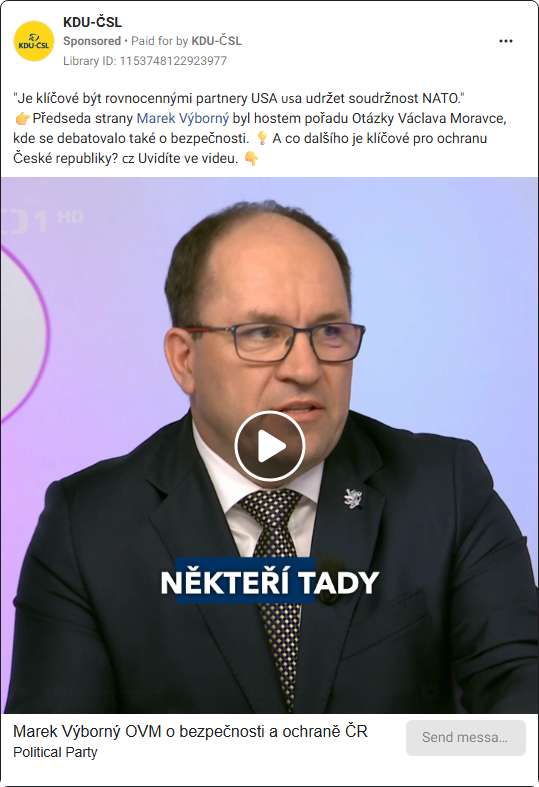 KDU-ČSL
Sponsored • Paid for by KDU-ČSL
Library ID: 1153748122923977
KDU-ČSL
"Je klíčové být rovnocennými partnery USA usa udržet soudržnost NATO."
👉Předseda strany Marek Výborný byl hostem pořadu Otázky Václava Moravce,
kde se debatovalo také o bezpečnosti. 💡 A co dalšího je klíčové pro ochranu
České republiky? cz Uvidíte ve videu. 👇
1 HD
NĚKTEŘÍ TADY
Marek Výborný OVM o bezpečnosti a ochraně ČR
Political Party
Send messa...